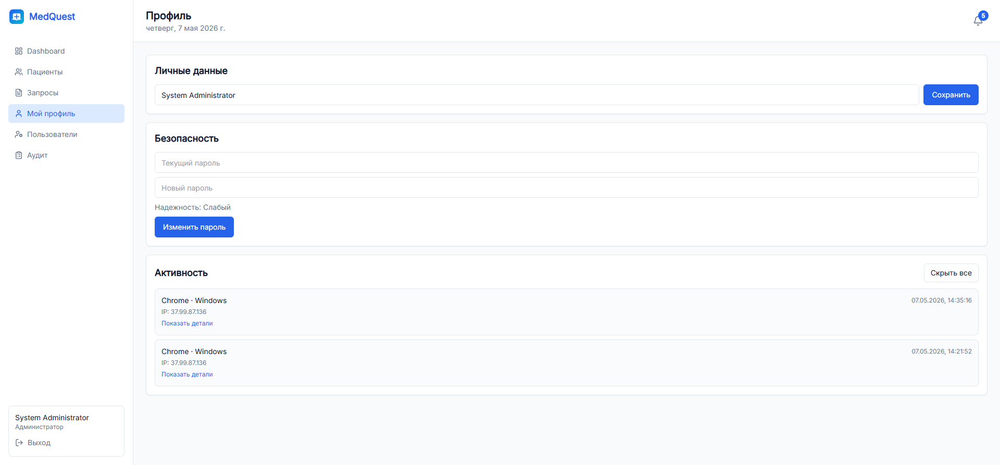 MedQuest
Dashboard
Пациенты
Запросы
Мой профиль
Пользователи
Аудит
System Administrator
Администратор
Выход
Профиль
четверг, 7 мая 2026 г.
5
Личные данные
System Administrator
Сохранить
Безопасность
Текущий пароль
Новый пароль
Надежность: Слабый
Изменить пароль
Активность
Скрыть все
Chrome · Windows
07.05.2026, 14:35:16
IP: 37.99.87.136
Показать детали
Chrome · Windows
07.05.2026, 14:21:52
IP: 37.99.87.136
Показать детали